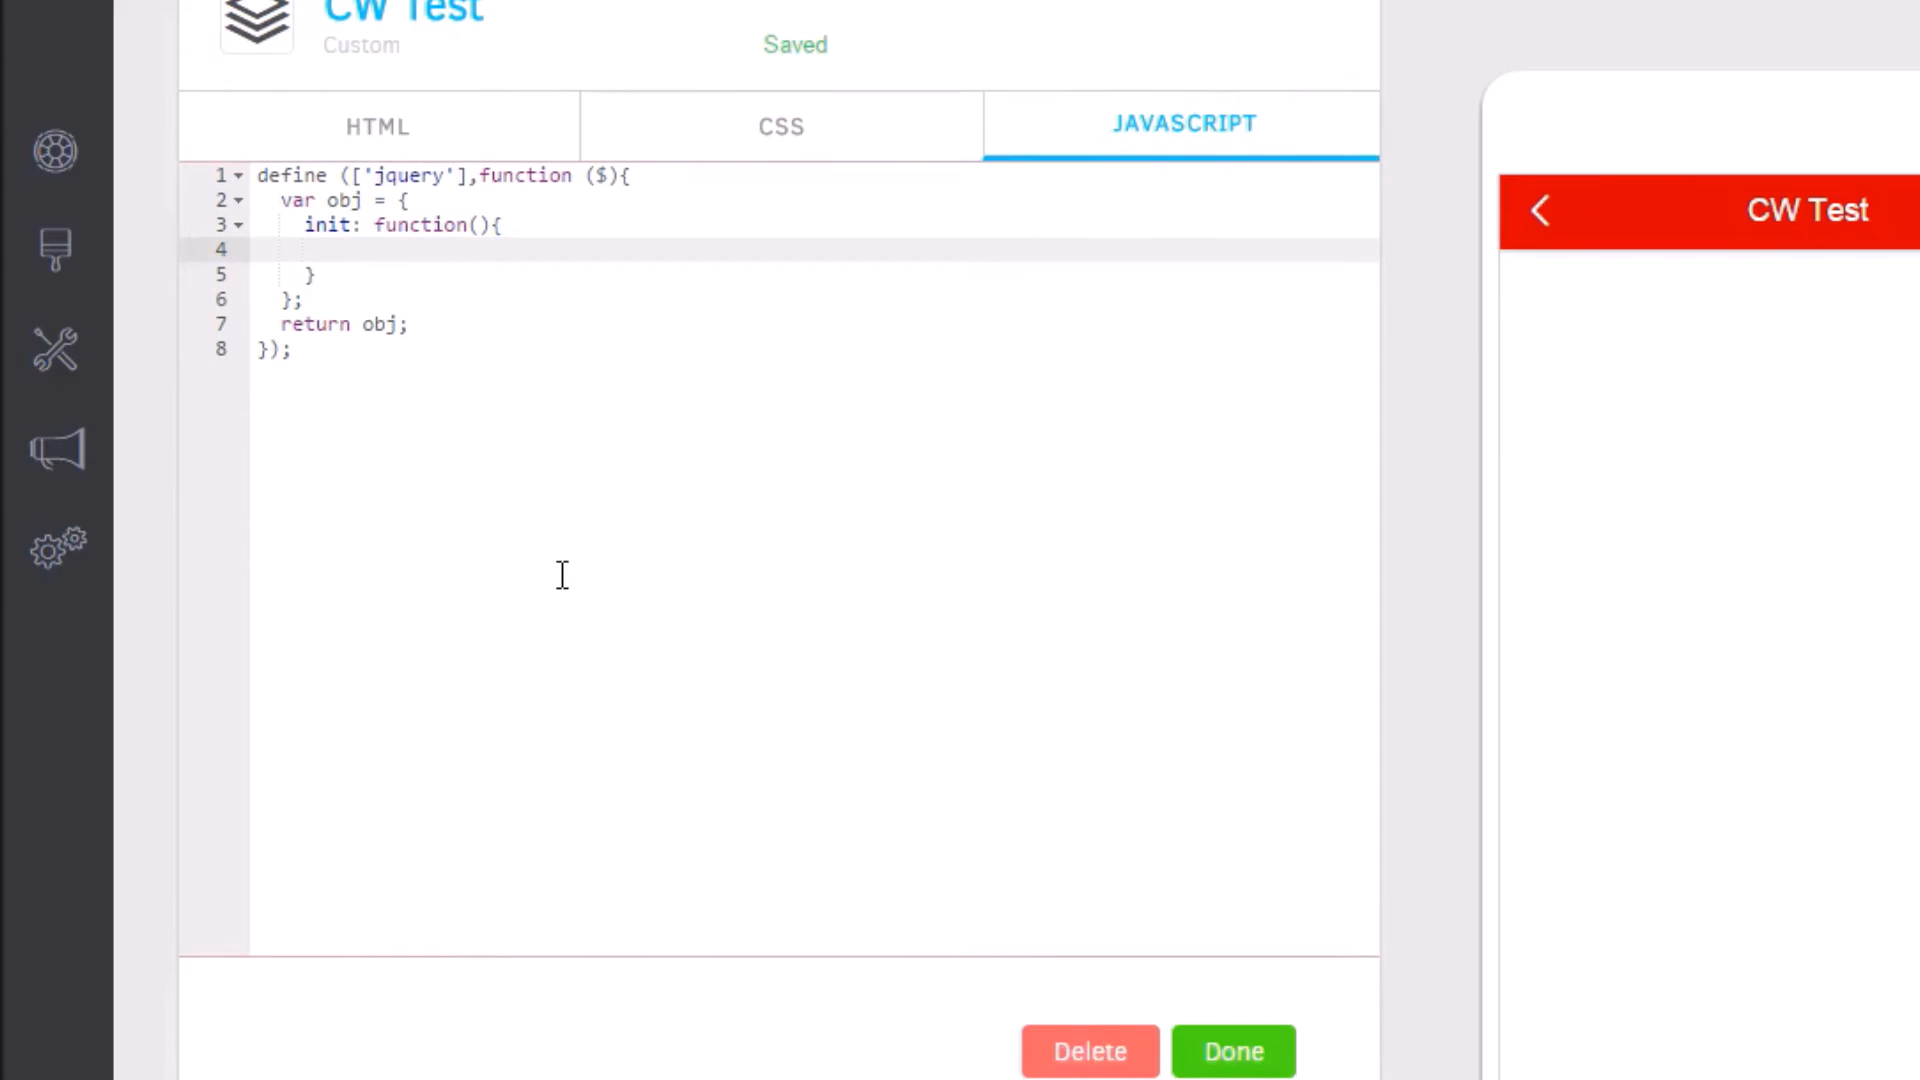 CW Test
Custom
Saved
HTML
CSS
JAVASCRIPT
1 define (['jquery'],function ($){
2 var obj = {
3 init: function(){
4
5 }
6 };
7 return obj;
8 });
Delete
Done
CW Test